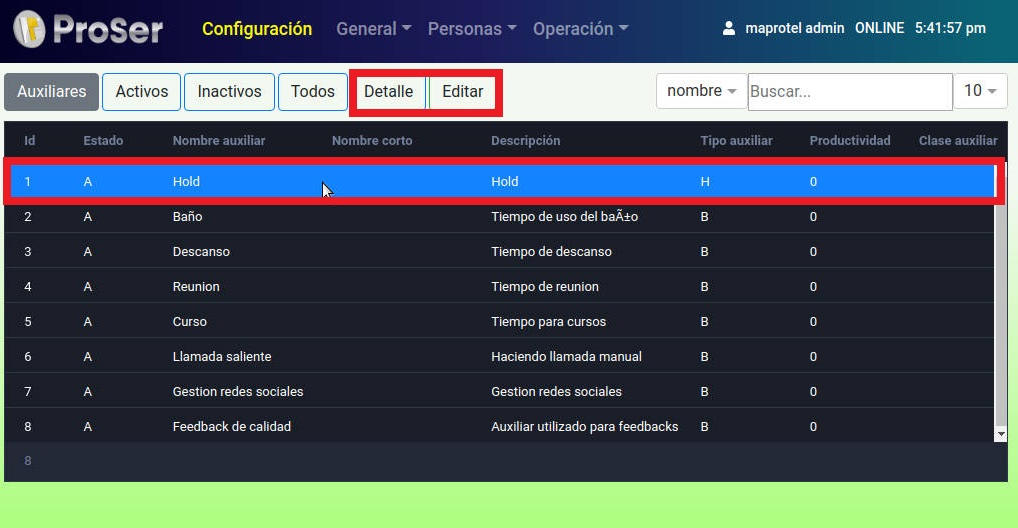 ProSer Configuración General Personas Operación maprotel admin ONLINE 5:41:57 pm
Auxiliares Activos Inactivos Todos Detalle Editar nombre Buscar... 10
Id Estado Nombre auxiliar Nombre corto Descripción Tipo auxiliar Productividad Clase auxiliar
1 A Hold Hold H 0
2 A Baño Tiempo de uso del baÃ±o B 0
3 A Descanso Tiempo de descanso B 0
4 A Reunion Tiempo de reunion B 0
5 A Curso Tiempo para cursos B 0
6 A Llamada saliente Haciendo llamada manual B 0
7 A Gestion redes sociales Gestion redes sociales B 0
8 A Feedback de calidad Auxiliar utilizado para feedbacks B 0
8